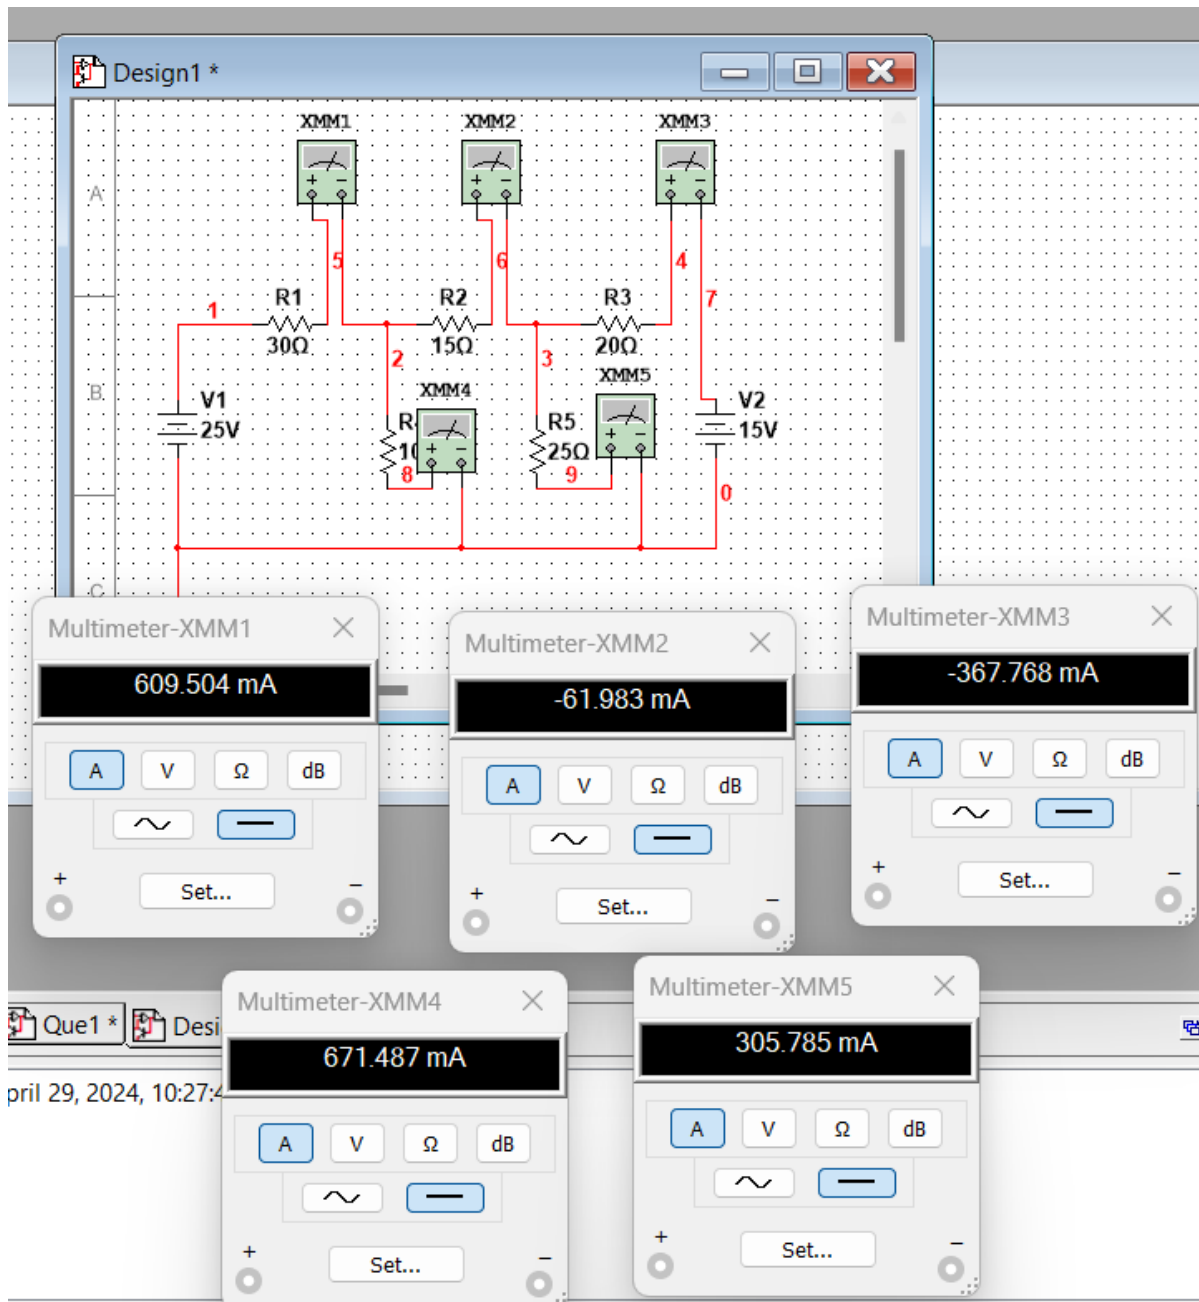 Design1 *
XMM1 XMM2 XMM3
+ − + − + −
A
5 6 4
1 R1 R2 R3 7
30Ω 15Ω 20Ω
2 3
XMM4 XMM5
B
V1 R5 V2
25V 25Ω 15V
+ − + −
8 9
0
C
Multimeter-XMM1
609.504 mA
A V Ω dB
Set...
+ −
Multimeter-XMM2
-61.983 mA
A V Ω dB
Set...
+ −
Multimeter-XMM3
-367.768 mA
A V Ω dB
Set...
+ −
Que1 * Desi
pril 29, 2024, 10:27:4
Multimeter-XMM4
671.487 mA
A V Ω dB
Set...
+ −
Multimeter-XMM5
305.785 mA
A V Ω dB
Set...
+ −